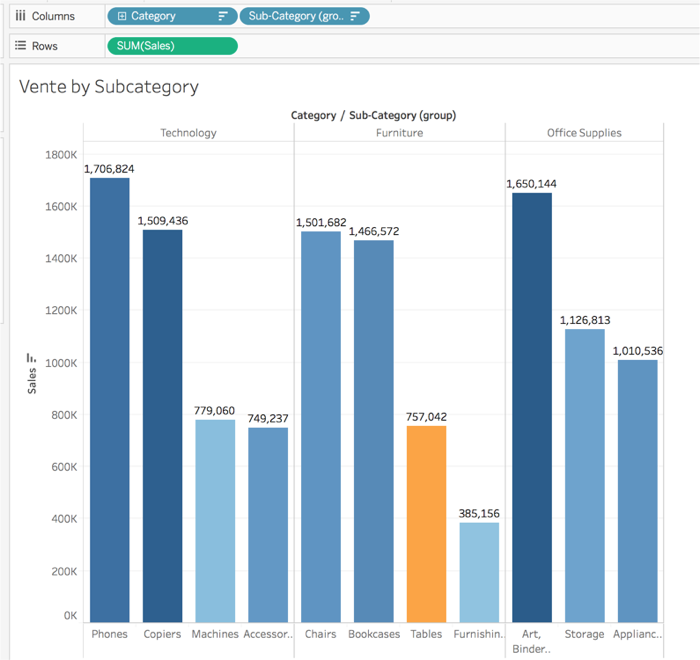 Columns
Category
Sub-Category (gro..
Rows
SUM(Sales)
Vente by Subcategory
Category / Sub-Category (group)
Technology
Furniture
Office Supplies
Sales
1800K
1600K
1400K
1200K
1000K
800K
600K
400K
200K
0K
1,706,824
1,509,436
779,060
749,237
1,501,682
1,466,572
757,042
385,156
1,650,144
1,126,813
1,010,536
Phones
Copiers
Machines
Accessor..
Chairs
Bookcases
Tables
Furnishin..
Art,
Binder..
Storage
Applianc..